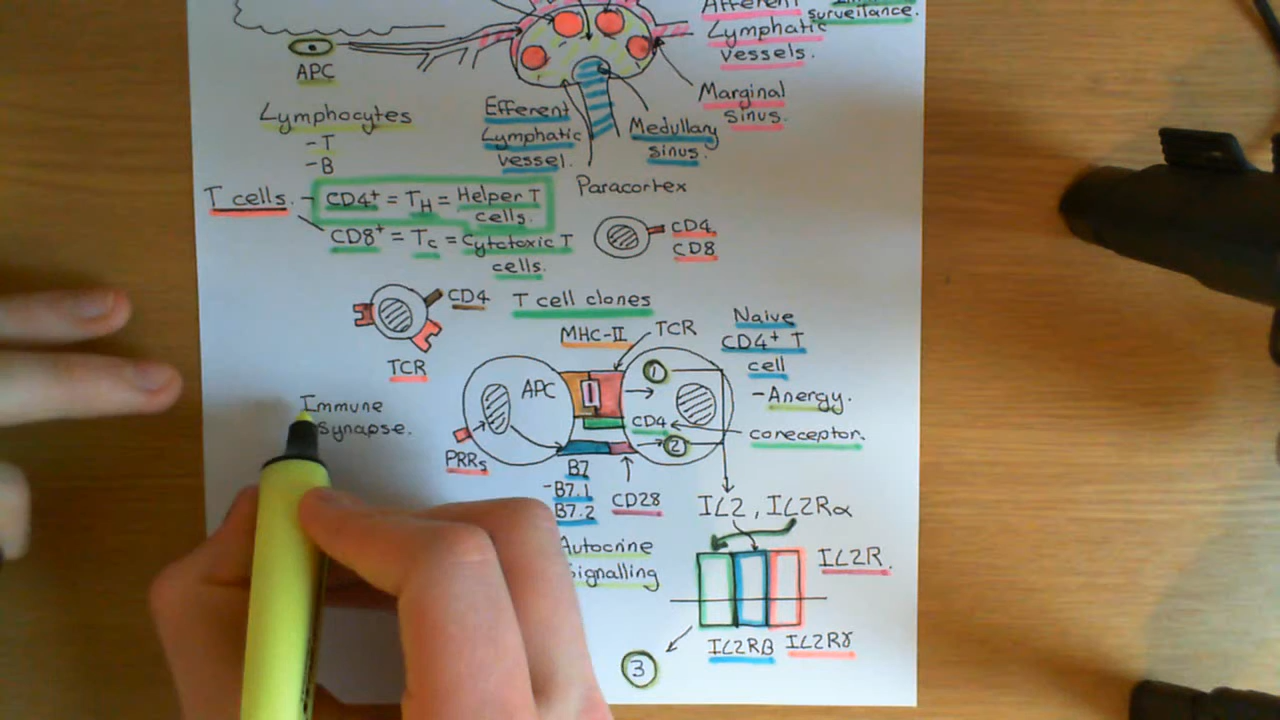 Afferent
surveilance.
Lymphatic
vessels.
APC
Marginal
sinus.
Lymphocytes
-T
-B
Efferent
Lymphatic
vessel.
Medullary
sinus.
Paracortex
T cells. - CD4+ = TH = Helper T
cells.
CD8+ = Tc = Cytotoxic T
cells.
CD4
CD8
CD4
TCR
T cell clones
MHC-II
TCR
Naive
CD4+ T
cell
-Anergy.
coreceptor.
APC
1
CD4
2
PRRs
B7
-B7.1
B7.2
CD28
Immune
Synapse.
IL2, IL2Rα
Autocrine
Signalling
IL2R.
IL2Rβ
IL2Rγ
3